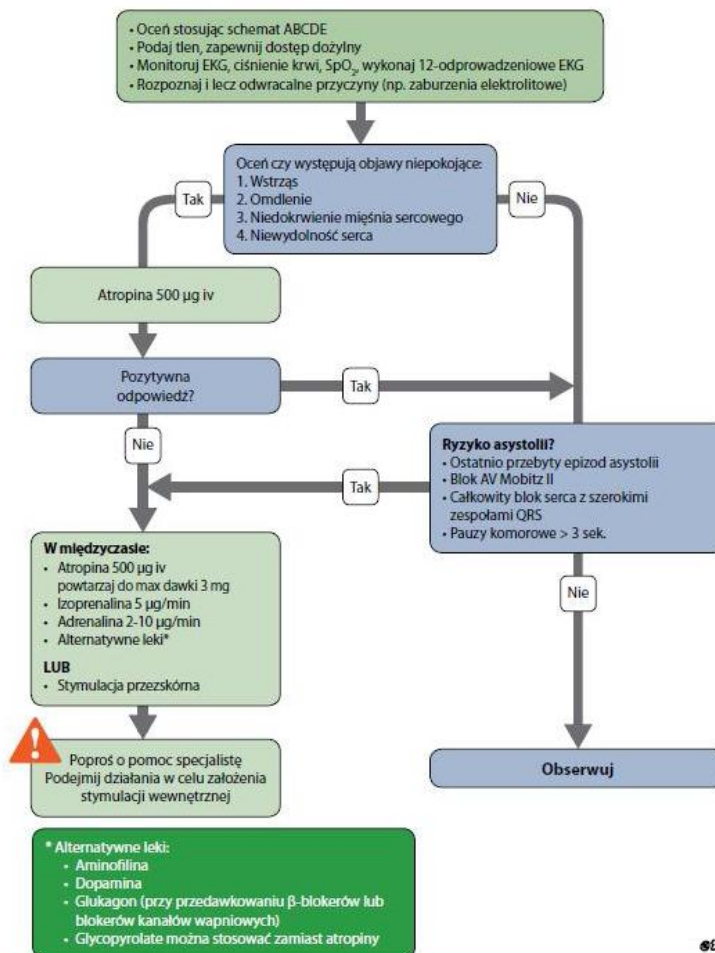 • Oceń stosując schemat ABCDE
• Podaj tlen, zapewnij dostęp dożylny
• Monitoruj EKG, ciśnienie krwi, SpO₂, wykonaj 12-odprowadzeniowe EKG
• Rozpoznaj i lecz odwracalne przyczyny (np. zaburzenia elektrolitowe)
Oceń czy występują objawy niepokojące:
1. Wstrząs
2. Omdlenie
3. Niedokrwienie mięśnia sercowego
4. Niewydolność serca
Tak
Nie
Atropina 500 µg iv
Pozytywna
odpowiedź?
Tak
Nie
Ryzyko asystolii?
• Ostatnio przebyty epizod asystolii
• Blok AV Mobitz II
• Całkowity blok serca z szerokimi
zespołami QRS
• Pauzy komorowe > 3 sek.
Tak
Nie
W międzyczasie:
• Atropina 500 µg iv
powtarzaj do max dawki 3 mg
• Izoprenalina 5 µg/min
• Adrenalina 2-10 µg/min
• Alternatywne leki*
LUB
• Stymulacja przezskórna
!
Poproś o pomoc specjalistę
Podejmij działania w celu założenia
stymulacji wewnętrznej
Obserwuj
* Alternatywne leki:
• Aminofilina
• Dopamina
• Glukagon (przy przedawkowaniu β-blokerów lub
blokerów kanałów wapniowych)
• Glycopyrolate można stosować zamiast atropiny